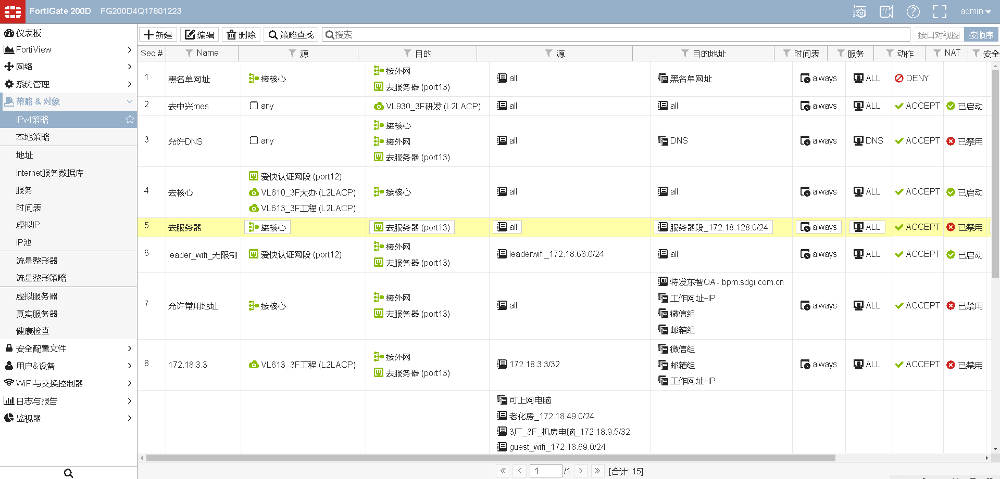 FortiGate 200D FG200D4Q17801223 admin
仪表板
FortiView
网络
系统管理
策略 & 对象
IPv4策略
本地策略
地址
Internet服务数据库
服务
时间表
虚拟IP
IP池
流量整形器
流量整形策略
虚拟服务器
真实服务器
健康检查
安全配置文件
用户&设备
WiFi与交换控制器
日志与报告
监视器
新建 编辑 删除 策略查找 搜索 接口对视图 按顺序
Seq.# Name 源 目的 源 目的地址 时间表 服务 动作 NAT 安全
1 黑名单网址 接核心 接外网 all 黑名单网址 always ALL DENY
去服务器 (port13)
2 去中兴mes any VL930_3F研发 (L2LACP) all all always ALL ACCEPT 已启动
接核心
3 允许DNS any 接外网 all DNS always DNS ACCEPT 已禁用
去服务器 (port13)
爱快认证网段 (port12)
4 去核心 VL610_3F大办 (L2LACP) 接核心 all all always ALL ACCEPT 已启动
VL613_3F工程 (L2LACP)
5 去服务器 接核心 去服务器 (port13) all 服务器段_172.18.128.0/24 always ALL ACCEPT 已禁用
接外网
6 leader_wifi_无限制 爱快认证网段 (port12) leaderwifi_172.18.68.0/24 all always ALL ACCEPT 已启动
去服务器 (port13)
特发东智OA - bpm.sdgi.com.cn
接外网 工作网址+IP
7 允许常用地址 接核心 all always ALL ACCEPT 已禁用
去服务器 (port13) 微信组
邮箱组
微信组
接外网
8 172.18.3.3 VL613_3F工程 (L2LACP) 172.18.3.3/32 邮箱组 always ALL ACCEPT 已禁用
去服务器 (port13)
工作网址+IP
可上网电脑
老化房_172.18.49.0/24
3厂_3F_机房电脑_172.18.9.5/32
guest_wifi_172.18.69.0/24
1 /1 [合计: 15]